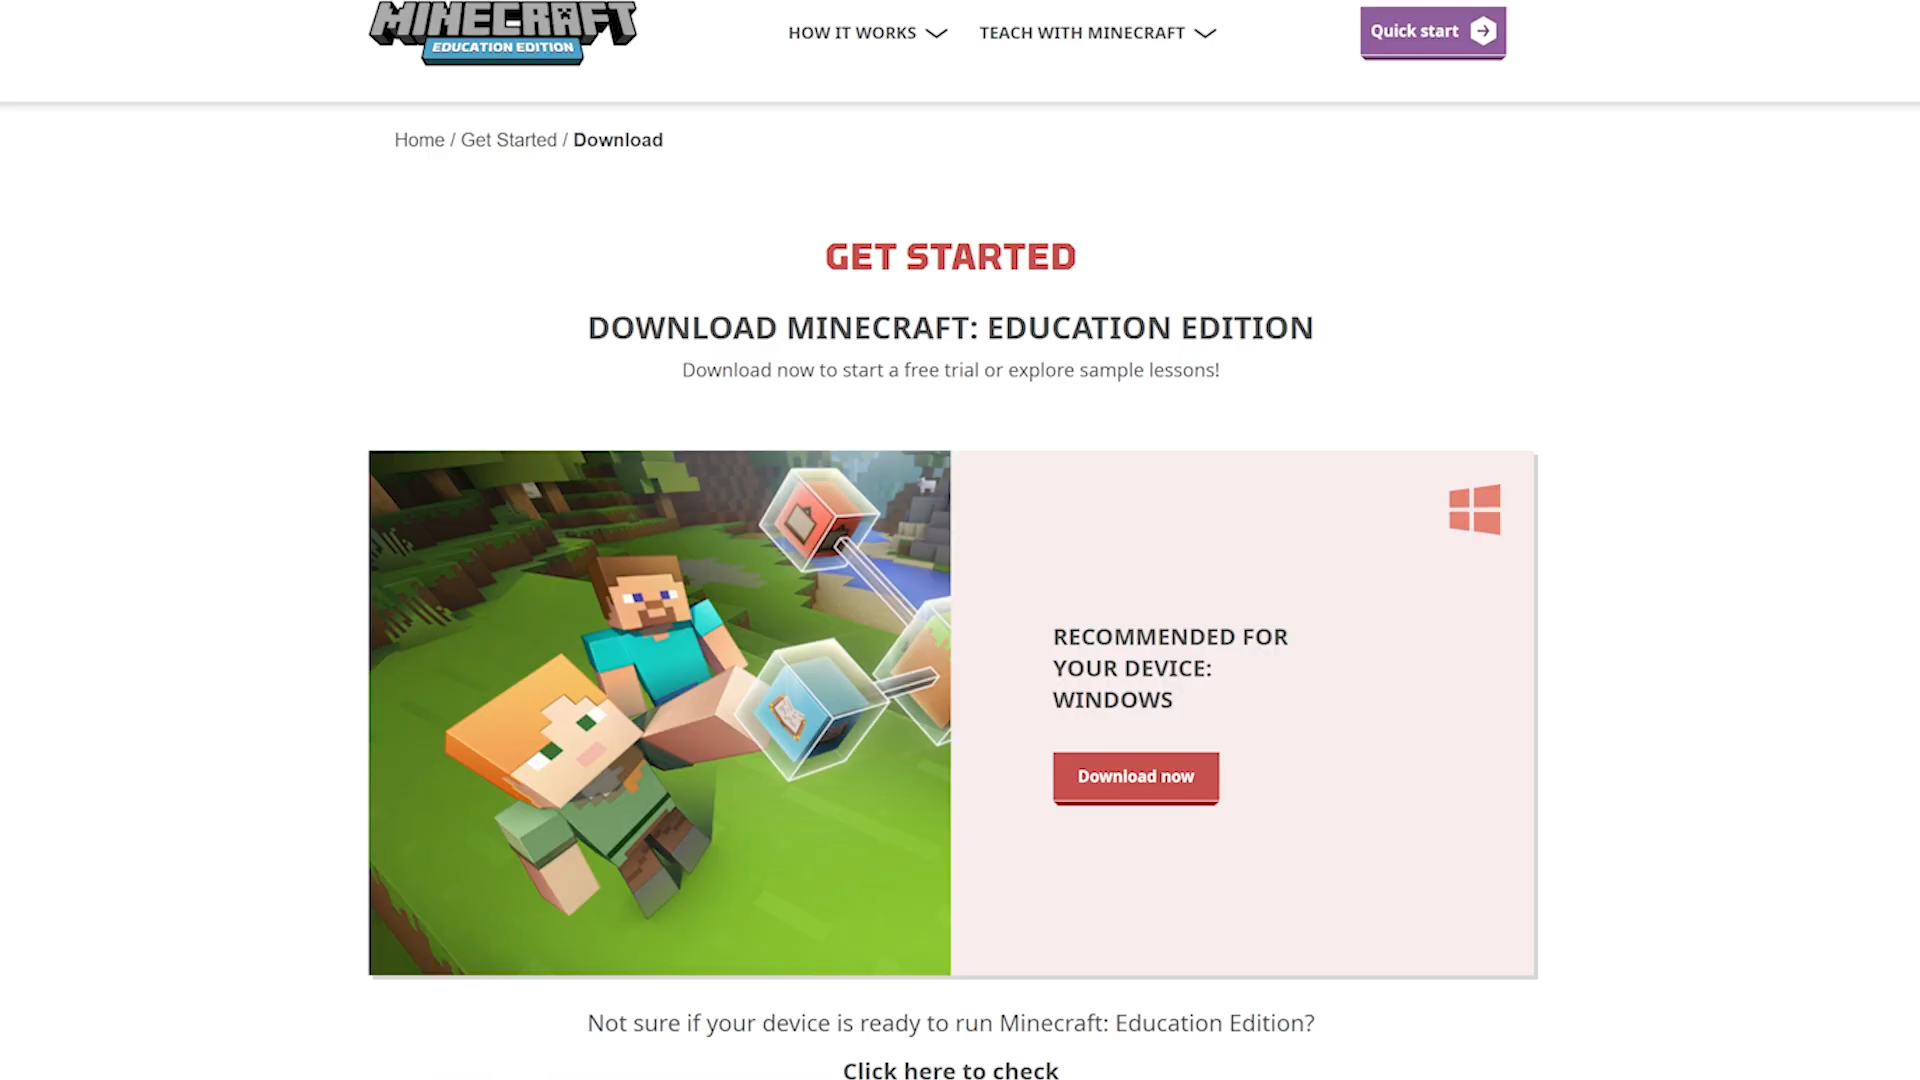 MINECRAFT
EDUCATION EDITION
HOW IT WORKS
TEACH WITH MINECRAFT
Quick start
Home / Get Started / Download
GET STARTED
DOWNLOAD MINECRAFT: EDUCATION EDITION
Download now to start a free trial or explore sample lessons!
RECOMMENDED FOR
YOUR DEVICE:
WINDOWS
Download now
Not sure if your device is ready to run Minecraft: Education Edition?
Click here to check